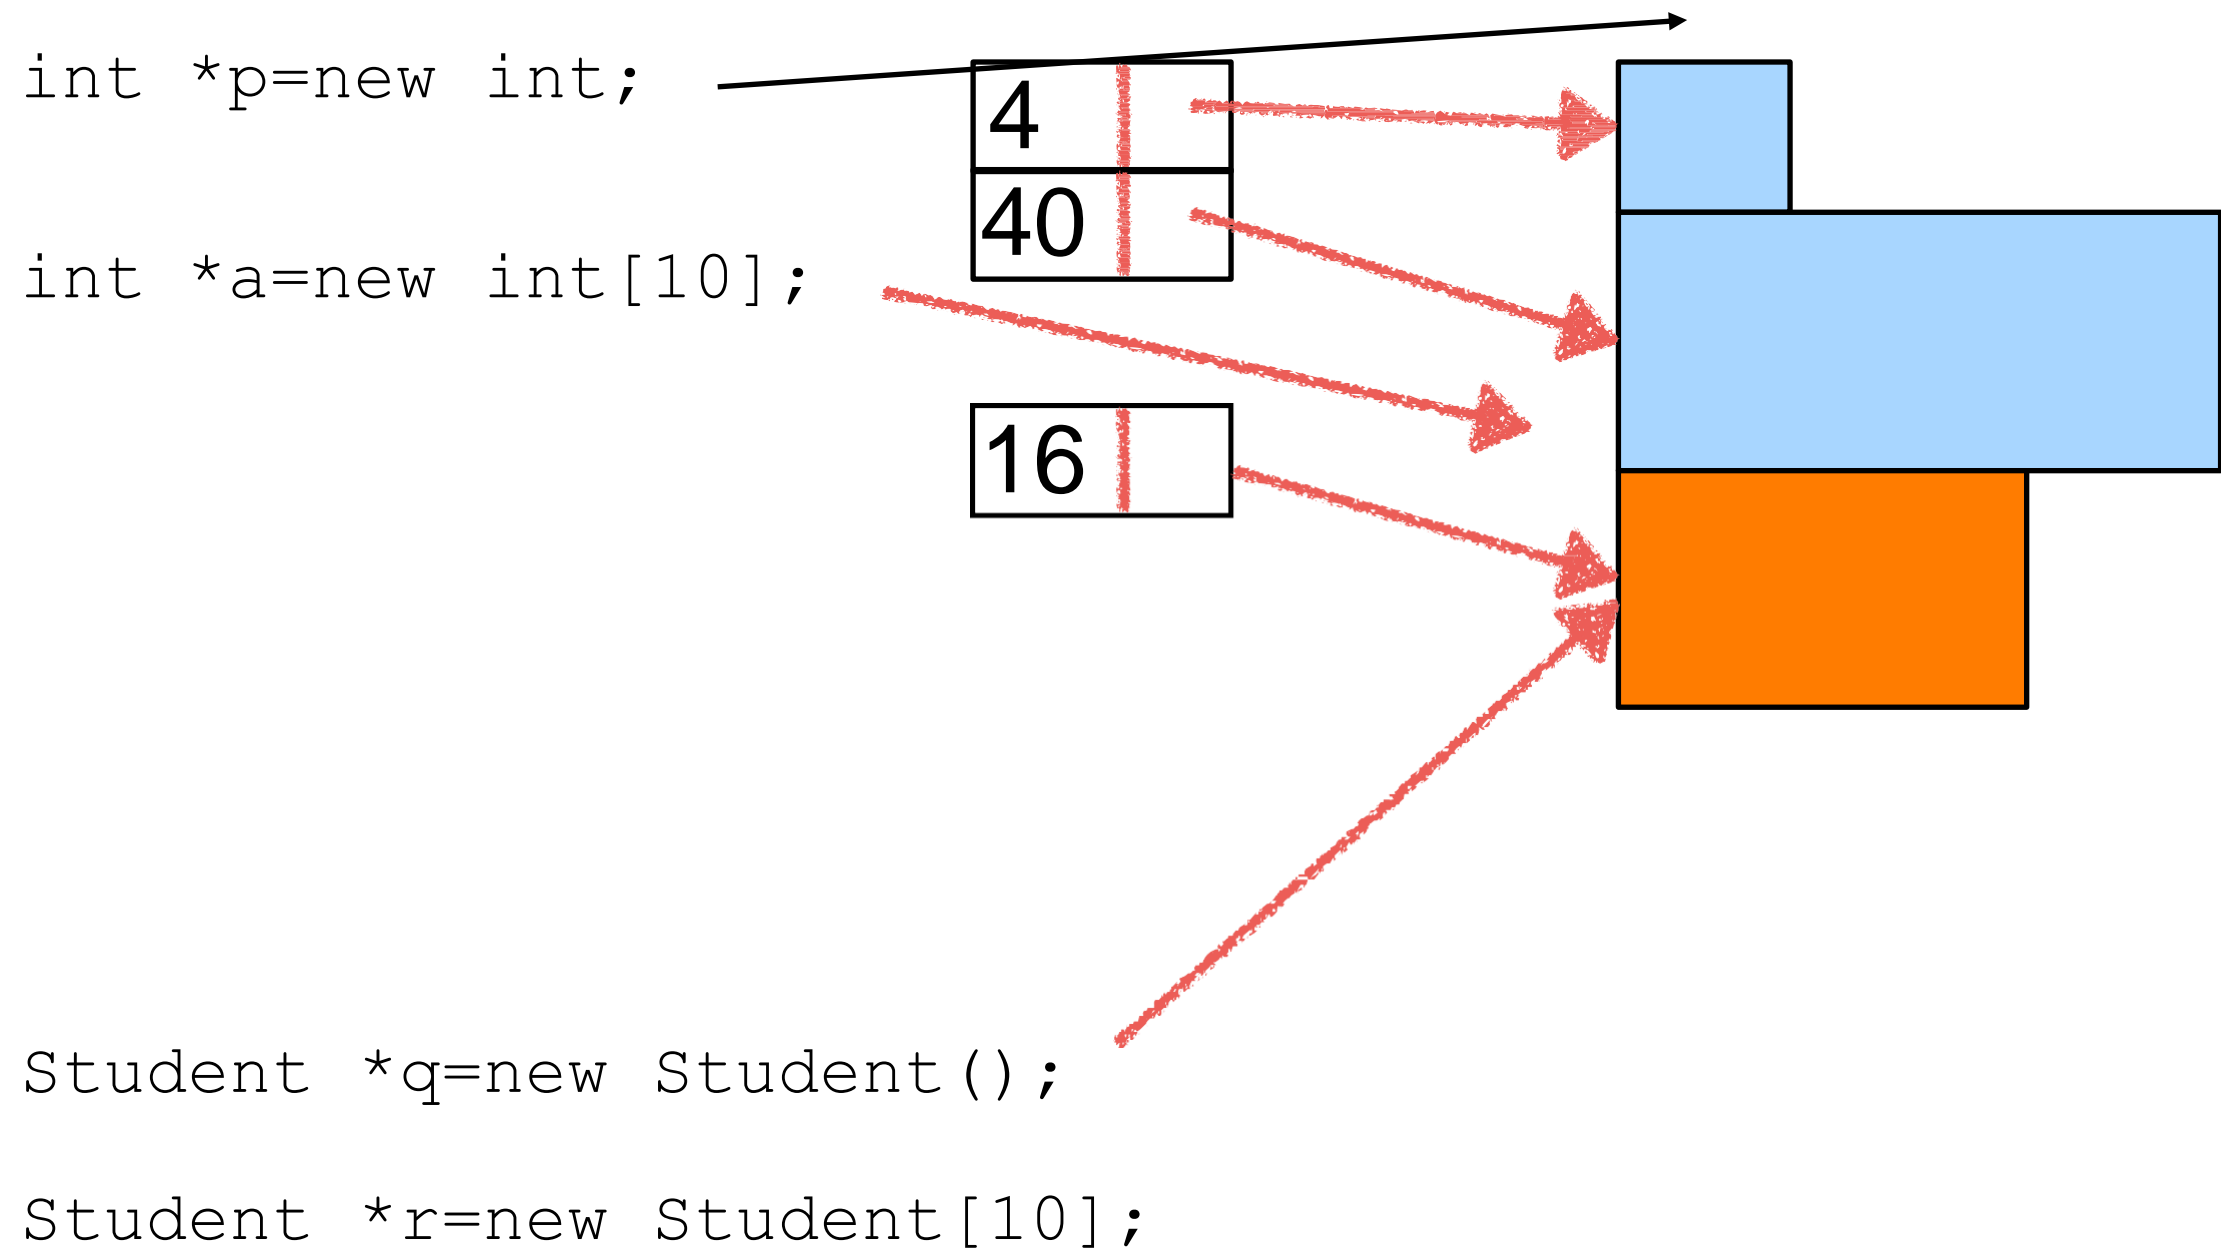 int *p=new int;
4
40
int *a=new int[10];
16
Student *q=new Student();
Student *r=new Student[10];